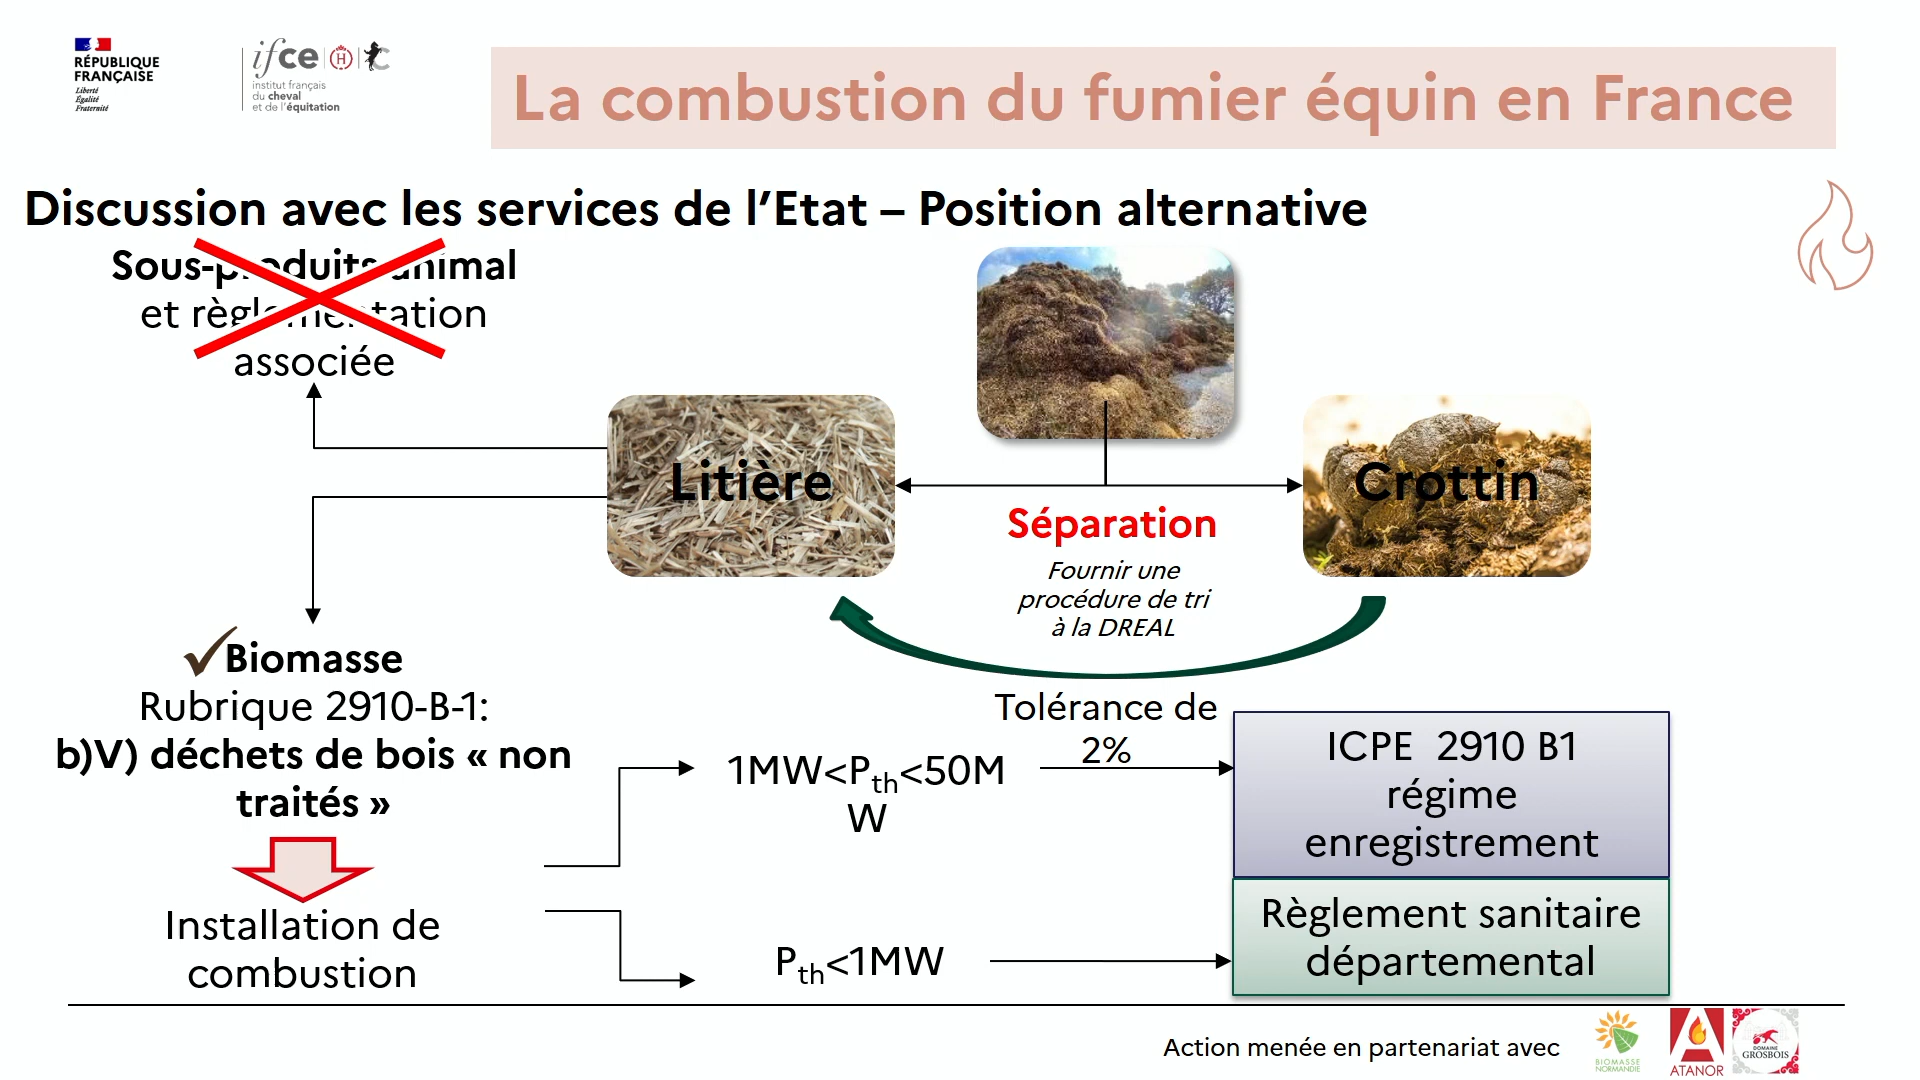 RÉPUBLIQUE
FRANÇAISE
Liberté
Égalité
Fraternité
ifce
institut français
du cheval
et de l'équitation
La combustion du fumier équin en France
Discussion avec les services de l'Etat – Position alternative
Sous-produits animal
et règlementation
associée
Litière
Crottin
Séparation
Fournir une
procédure de tri
à la DREAL
Biomasse
Rubrique 2910-B-1:
b)V) déchets de bois « non
traités »
Tolérance de
2%
1MW<Pth<50M
W
ICPE 2910 B1
régime
enregistrement
Installation de
combustion
Pth<1MW
Règlement sanitaire
départemental
Action menée en partenariat avec
BIOMASSE
NORMANDIE
ATANOR
DOMAINE
GROSBOIS